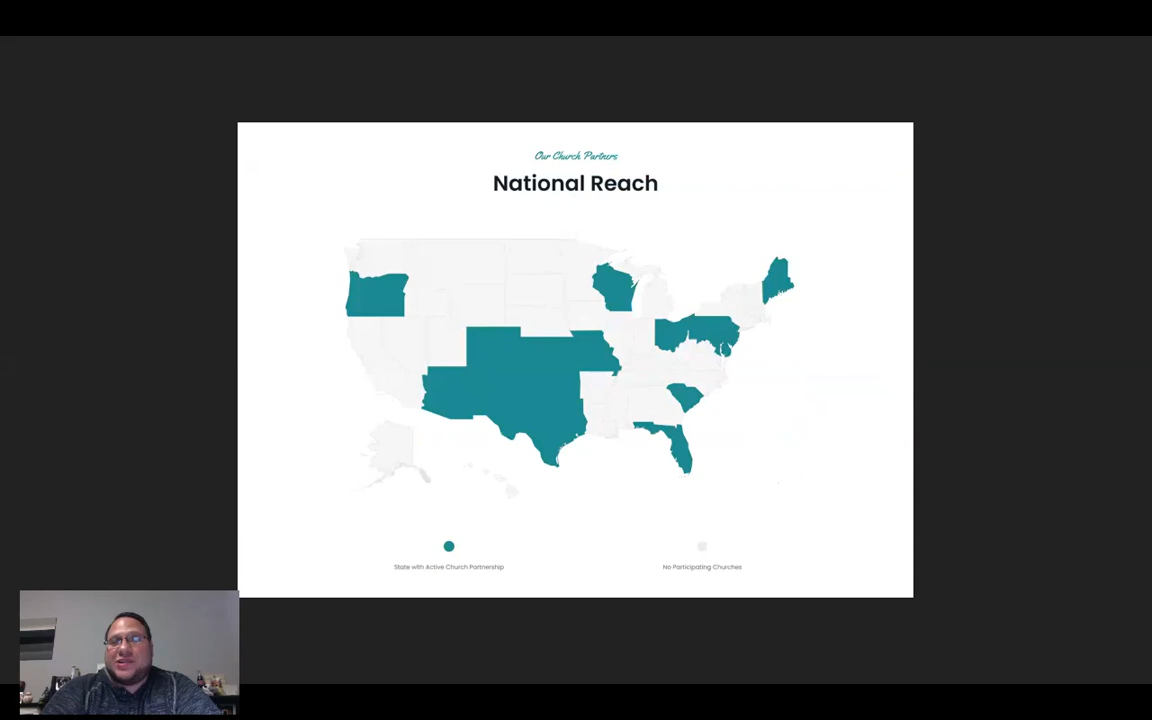 Our Church Partners
National Reach
State with Active Church Partnership
No Participating Churches